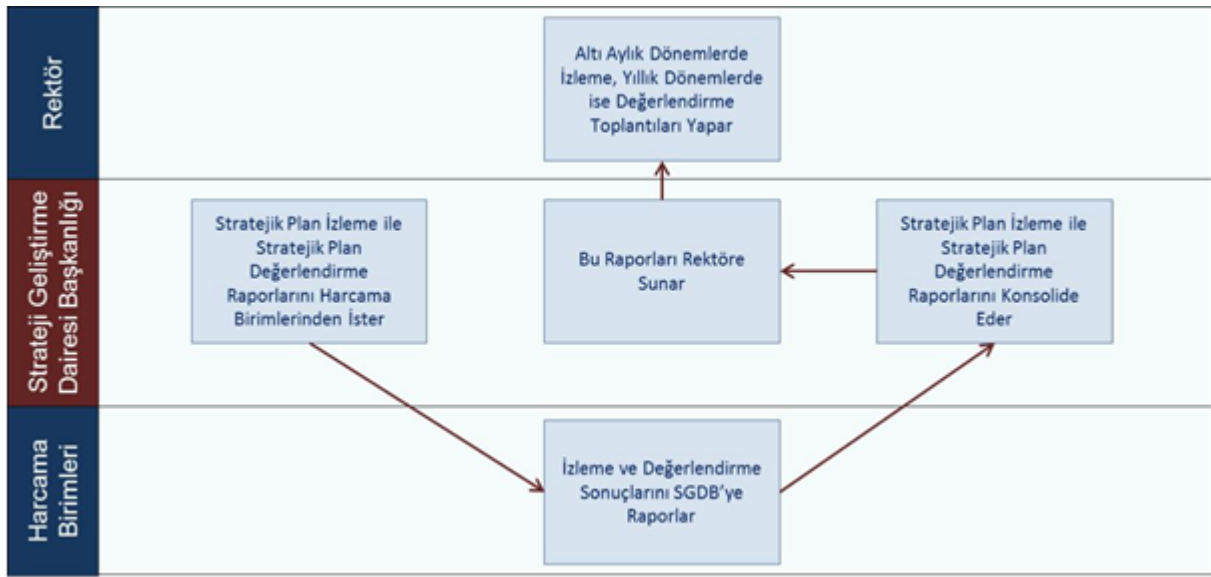 Rektör
Altı Aylık Dönemlerde
İzleme, Yıllık Dönemlerde
ise Değerlendirme
Toplantıları Yapar
Strateji Geliştirme
Dairesi Başkanlığı
Stratejik Plan İzleme ile
Stratejik Plan
Değerlendirme
Raporlarını Harcama
Birimlerinden İster
Bu Raporları Rektöre
Sunar
Stratejik Plan İzleme ile
Stratejik Plan
Değerlendirme
Raporlarını Konsolide
Eder
Harcama
Birimleri
İzleme ve Değerlendirme
Sonuçlarını SGDB’ye
Raporlar